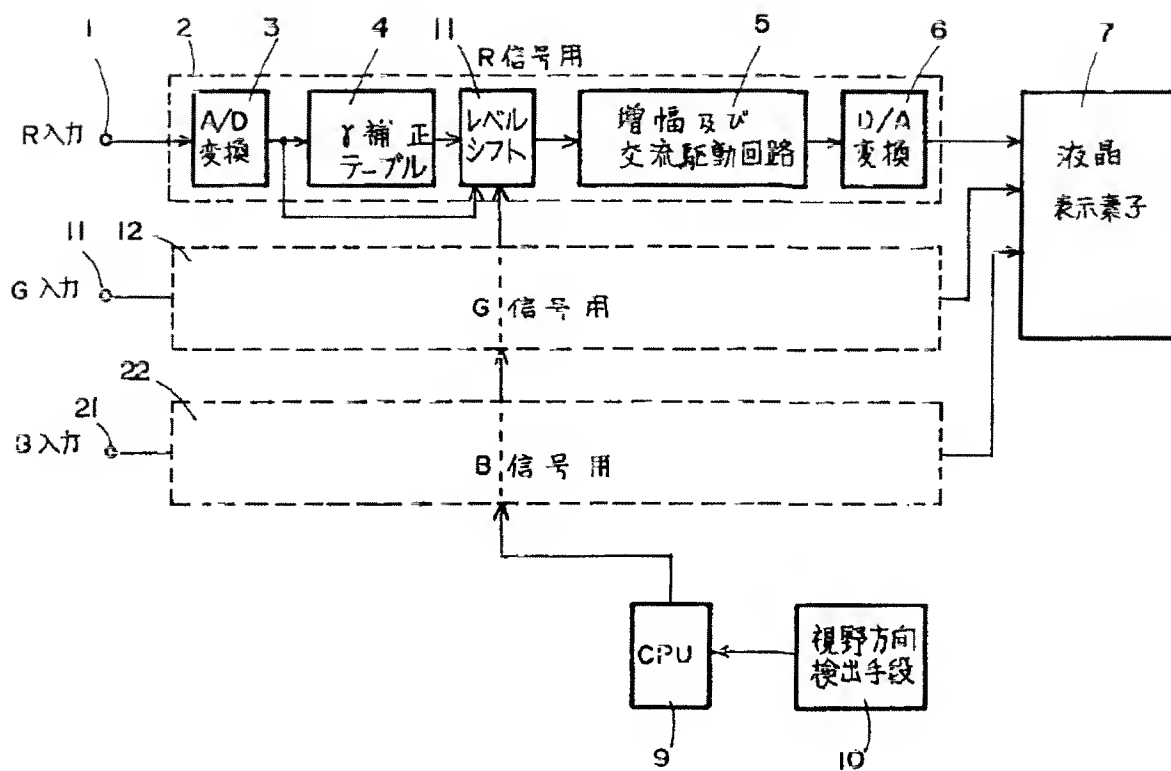 1
2
3
4
11
5
6
7
R信号用
R入力
A/D
変換
γ補正
テーブル
レベル
シフト
増幅及び
交流駆動回路
D/A
変換
液晶
表示素子
11
12
G入力
G信号用
21
22
B入力
B信号用
CPU
視野方向
検出手段
9
10